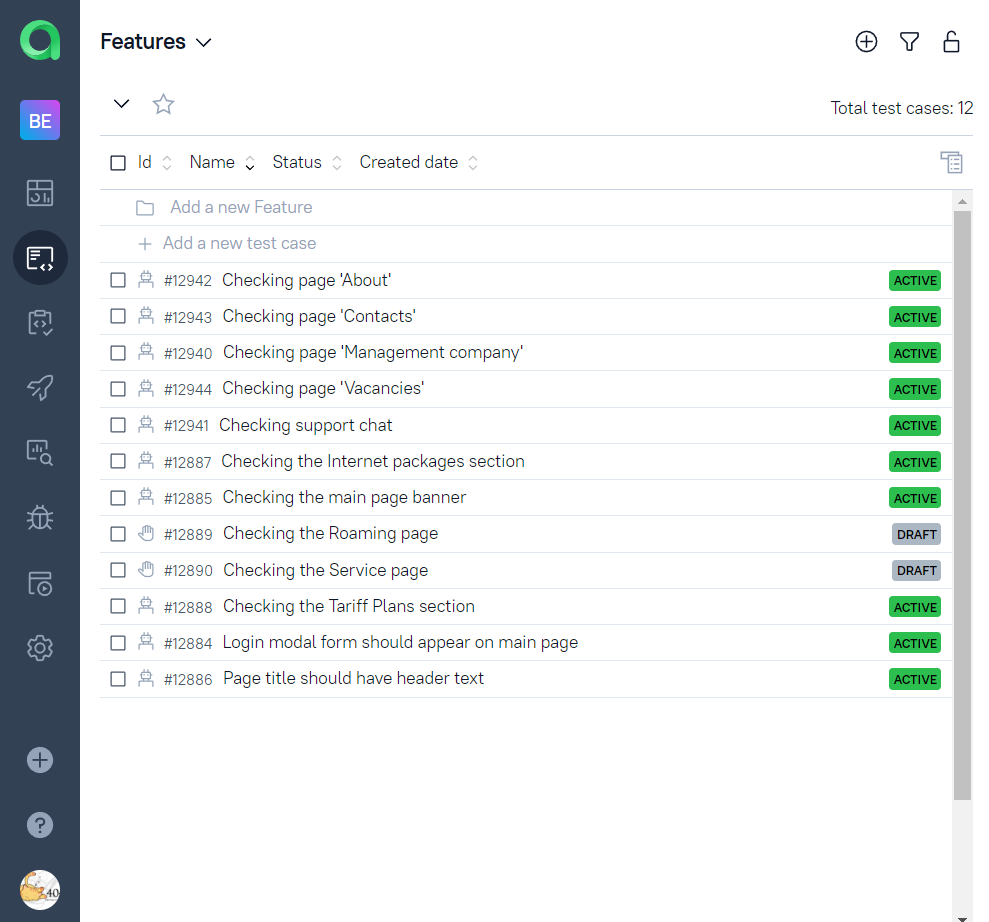 Features
BE
Total test cases: 12
Id Name Status Created date
Add a new Feature
Add a new test case
#12942 Checking page 'About' ACTIVE
#12943 Checking page 'Contacts' ACTIVE
#12940 Checking page 'Management company' ACTIVE
#12944 Checking page 'Vacancies' ACTIVE
#12941 Checking support chat ACTIVE
#12887 Checking the Internet packages section ACTIVE
#12885 Checking the main page banner ACTIVE
#12889 Checking the Roaming page DRAFT
#12890 Checking the Service page DRAFT
#12888 Checking the Tariff Plans section ACTIVE
#12884 Login modal form should appear on main page ACTIVE
#12886 Page title should have header text ACTIVE
40